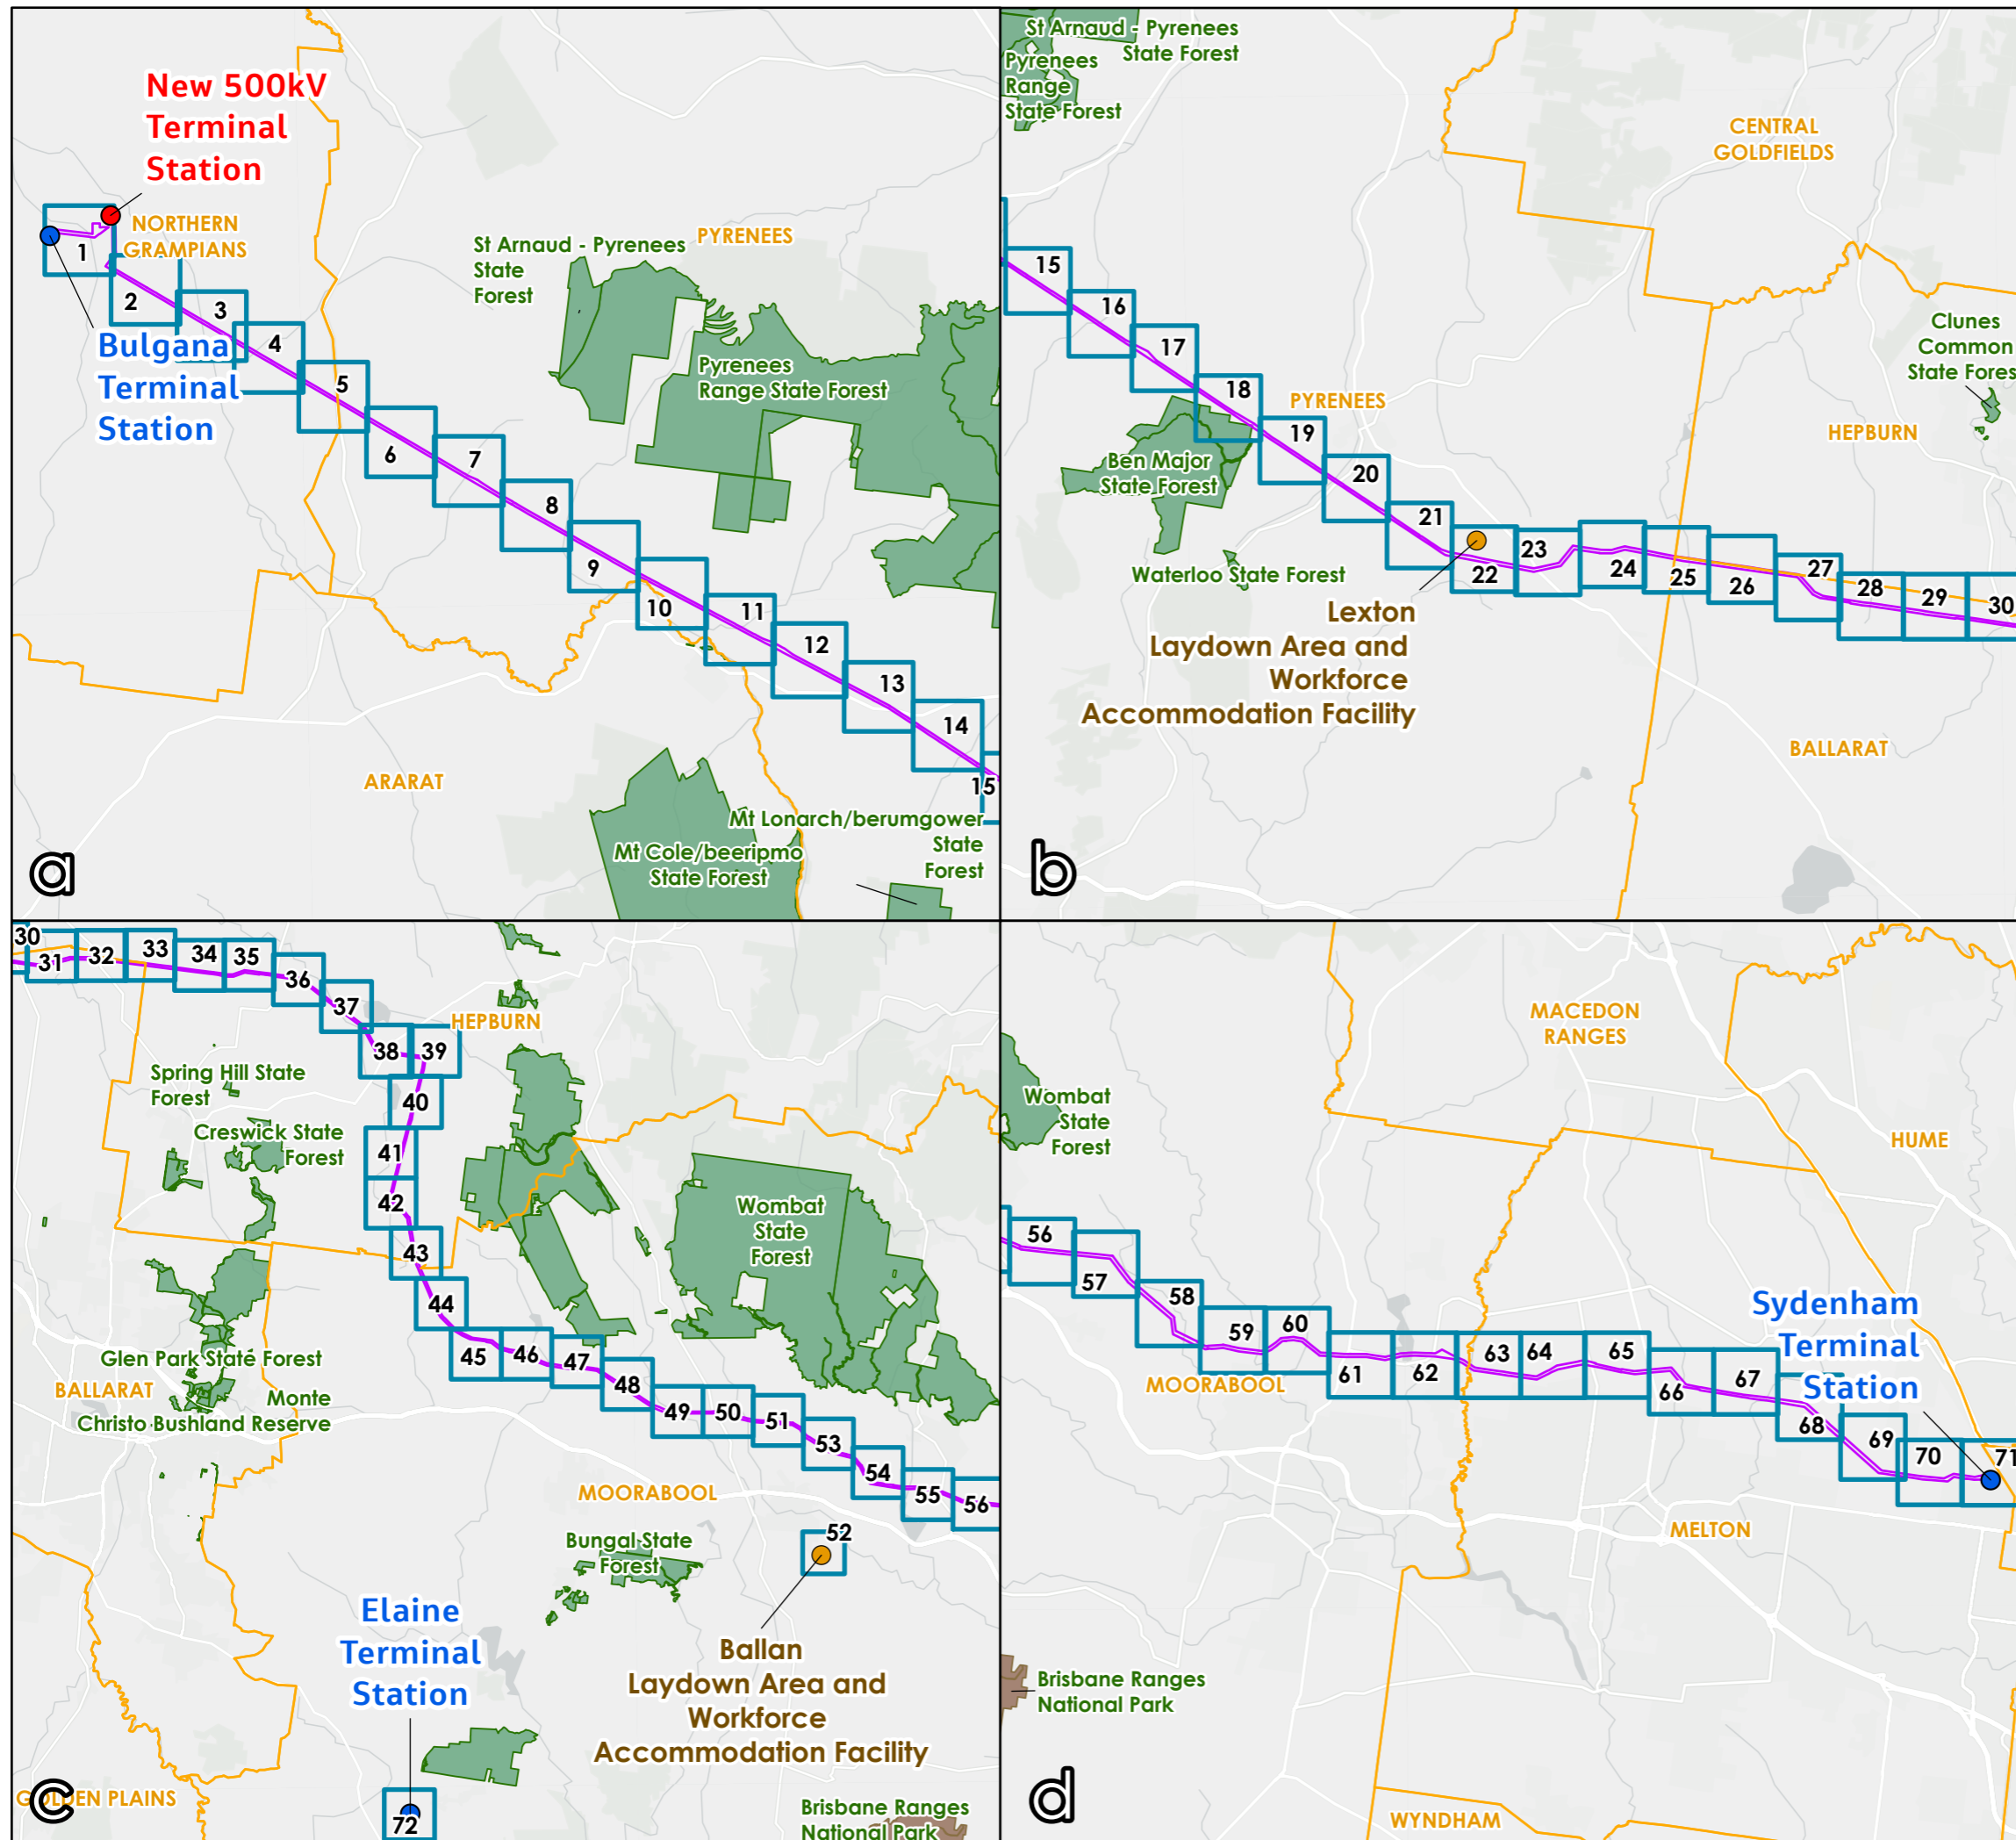 New 500kV
Terminal
Station
NORTHERN
GRAMPIANS
1
2
3
4
5
6
7
8
9
10
11
12
13
14
15
Bulgana
Terminal
Station
St Arnaud - Pyrenees
State
Forest
PYRENEES
Pyrenees
Range State Forest
ARARAT
Mt Lonarch/berumgower
State
Forest
Mt Cole/beeripmo
State Forest
a
St Arnaud - Pyrenees
State Forest
Pyrenees
Range
State Forest
CENTRAL
GOLDFIELDS
15
16
17
18
19
20
21
22
23
24
25
26
27
28
29
30
PYRENEES
Clunes
Common
State Fores
HEPBURN
Ben Major
State Forest
Waterloo State Forest
Lexton
Laydown Area and
Workforce
Accommodation Facility
BALLARAT
b
30
31
32
33
34
35
36
37
38
39
40
41
42
43
44
45
46
47
48
49
50
51
53
54
55
56
52
HEPBURN
Spring Hill State
Forest
Creswick State
Forest
Wombat
State
Forest
Glen Park State Forest
BALLARAT
Monte
Christo Bushland Reserve
MOORABOOL
Bungal State
Forest
Elaine
Terminal
Station
Ballan
Laydown Area and
Workforce
Accommodation Facility
GOLDEN PLAINS
72
Brisbane Ranges
National Park
c
MACEDON
RANGES
Wombat
State
Forest
HUME
56
57
58
59
60
61
62
63
64
65
66
67
68
69
70
71
Sydenham
Terminal
Station
MOORABOOL
MELTON
Brisbane Ranges
National Park
WYNDHAM
d